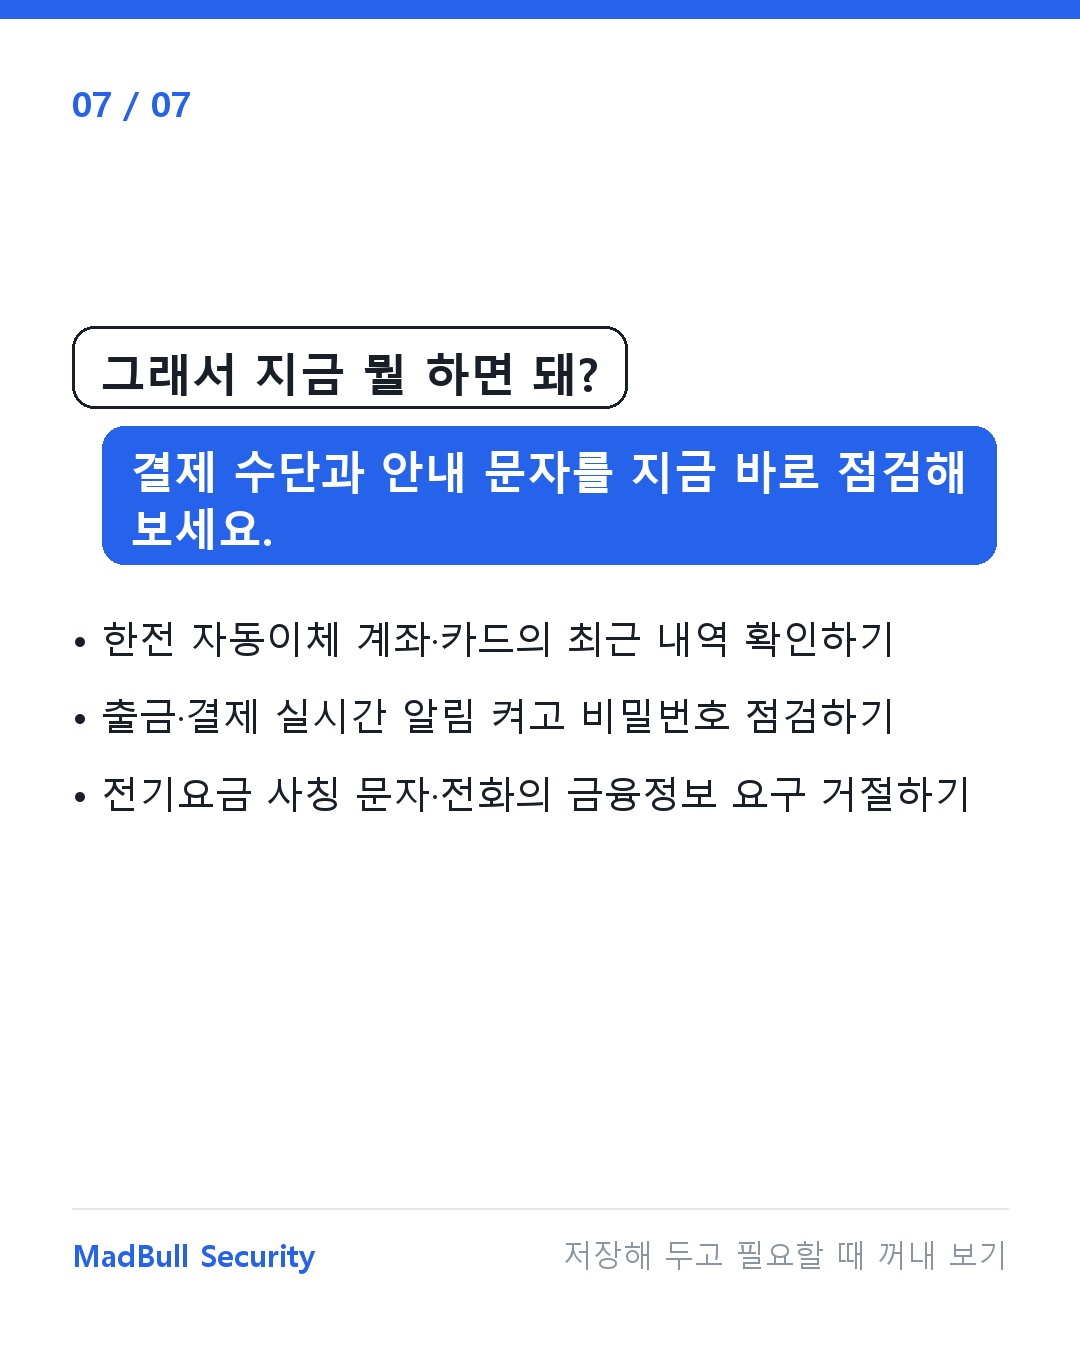 07 / 07
그래서 지금 뭘 하면 돼?
결제 수단과 안내 문자를 지금 바로 점검해
보세요.
• 한전 자동이체 계좌·카드의 최근 내역 확인하기
• 출금·결제 실시간 알림 켜고 비밀번호 점검하기
• 전기요금 사칭 문자·전화의 금융정보 요구 거절하기
MadBull Security
저장해 두고 필요할 때 꺼내 보기